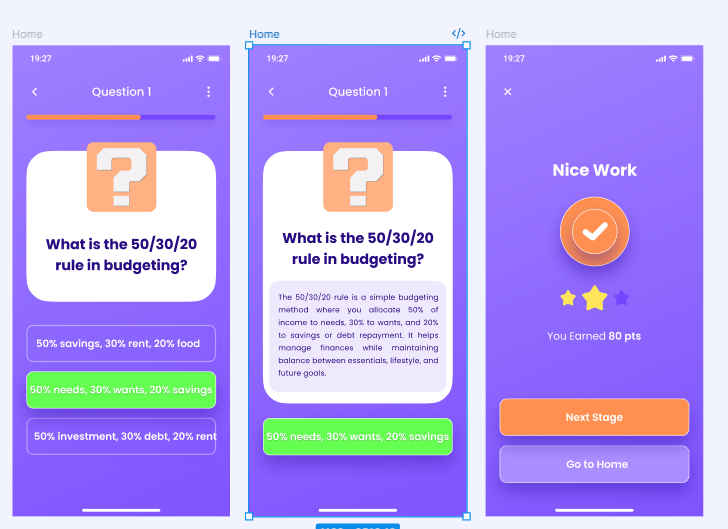 Home
19:27
Question 1
?
What is the 50/30/20
rule in budgeting?
50% savings, 30% rent, 20% food
50% needs, 30% wants, 20% savings
50% investment, 30% debt, 20% rent
Home
</>
19:27
Question 1
?
What is the 50/30/20
rule in budgeting?
The 50/30/20 rule is a simple budgeting
method where you allocate 50% of
income to needs, 30% to wants, and 20%
to savings or debt repayment. It helps
manage finances while maintaining
balance between essentials, lifestyle, and
future goals.
50% needs, 30% wants, 20% savings
Home
19:27
Nice Work
You Earned 80 pts
Next Stage
Go to Home